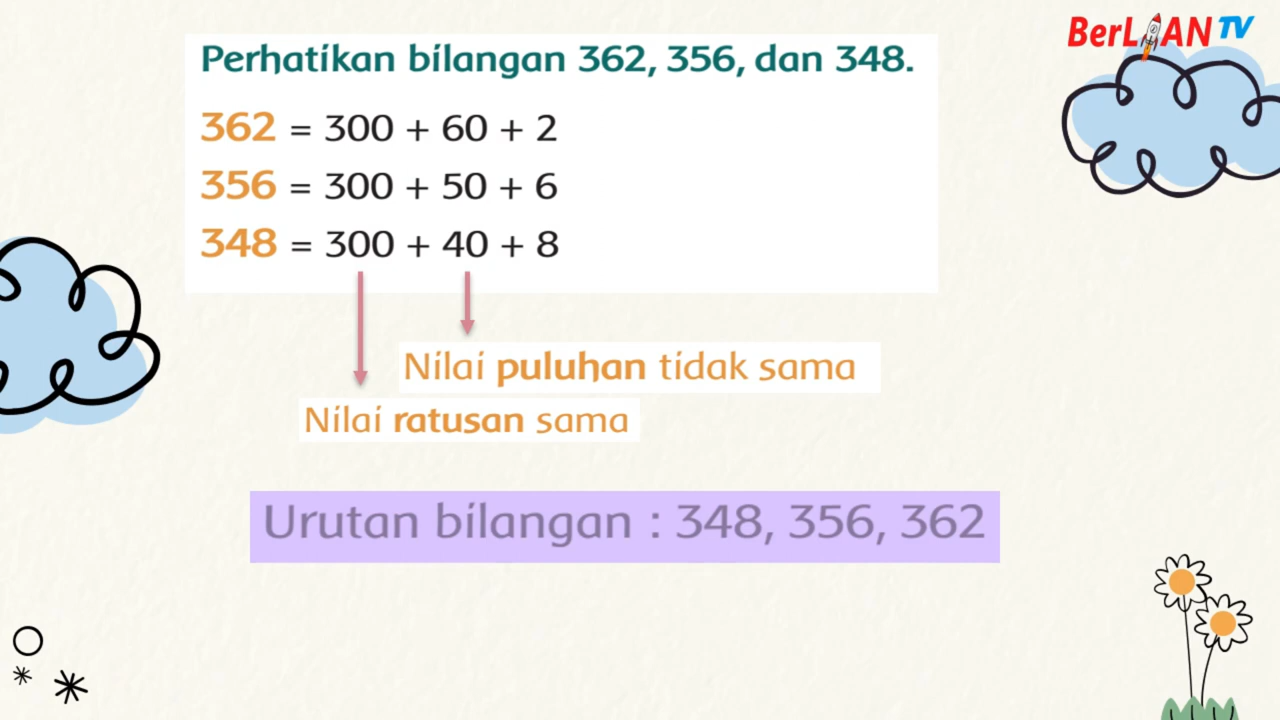 BerLIAN TV
Perhatikan bilangan 362, 356, dan 348.
362 = 300 + 60 + 2
356 = 300 + 50 + 6
348 = 300 + 40 + 8
Nilai puluhan tidak sama
Nilai ratusan sama
Urutan bilangan : 348, 356, 362